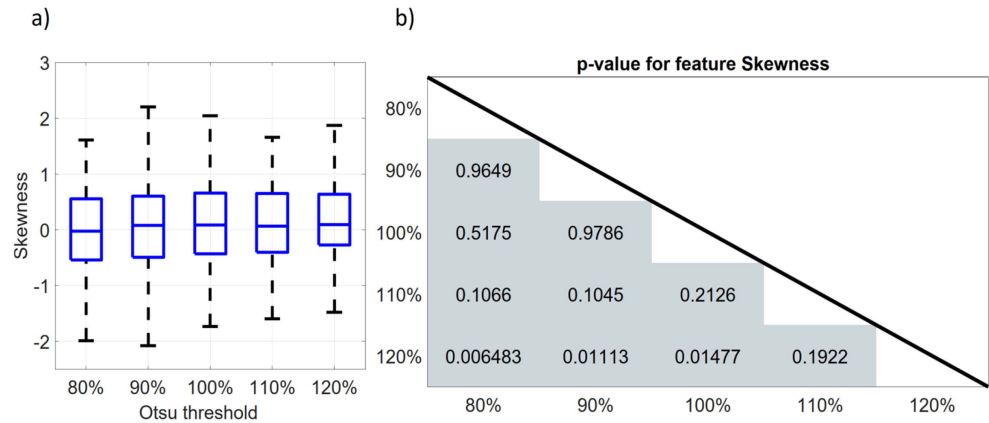 a)
3
2
1
0
-1
-2
Skewness
80% 90% 100% 110% 120%
Otsu threshold
b)
p-value for feature Skewness
80%
90% 0.9649
100% 0.5175 0.9786
110% 0.1066 0.1045 0.2126
120% 0.006483 0.01113 0.01477 0.1922
80% 90% 100% 110% 120%